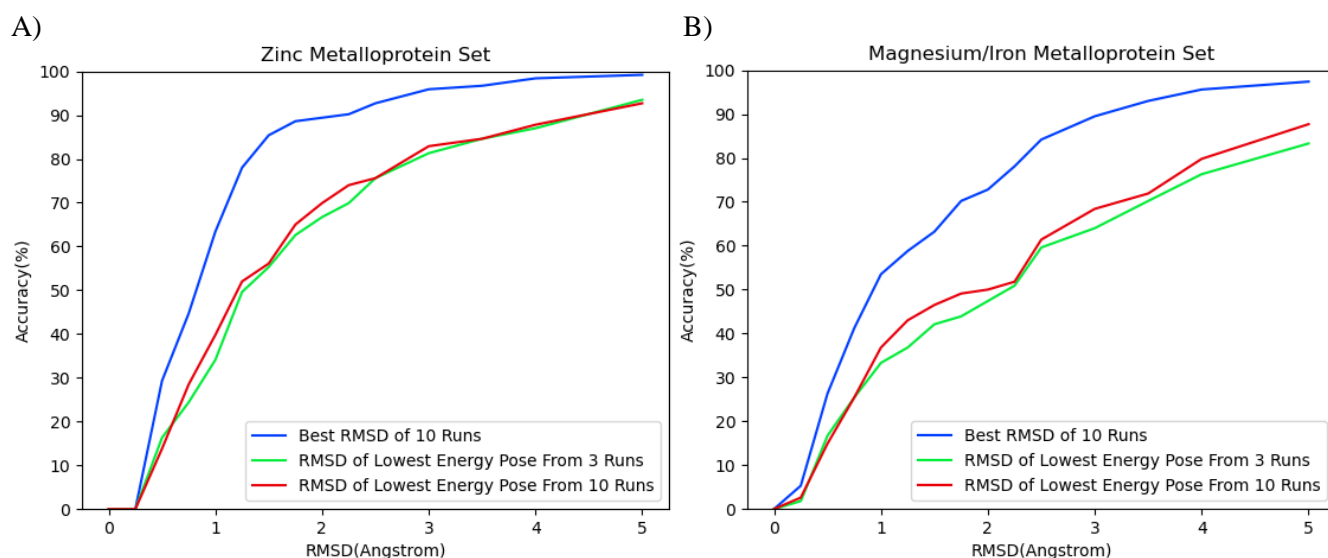 A)
Zinc Metalloprotein Set
100
90
80
70
60
50
40
30
20
10
0
Accuracy(%)
0 1 2 3 4 5
RMSD(Angstrom)
Best RMSD of 10 Runs
RMSD of Lowest Energy Pose From 3 Runs
RMSD of Lowest Energy Pose From 10 Runs
B)
Magnesium/Iron Metalloprotein Set
100
90
80
70
60
50
40
30
20
10
0
Accuracy(%)
0 1 2 3 4 5
RMSD(Angstrom)
Best RMSD of 10 Runs
RMSD of Lowest Energy Pose From 3 Runs
RMSD of Lowest Energy Pose From 10 Runs